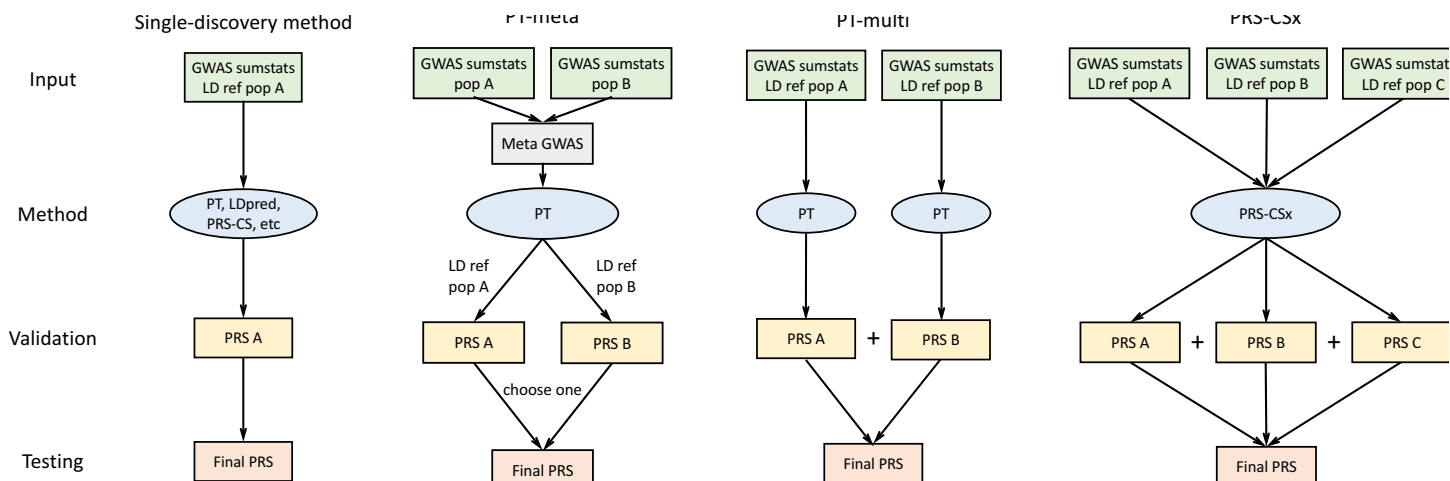 Single-discovery method
PT-meta
PT-multi
PRS-CSx
Input
GWAS sumstats
LD ref pop A
GWAS sumstats
pop A
GWAS sumstats
pop B
GWAS sumstats
LD ref pop A
GWAS sumstats
LD ref pop B
GWAS sumstats
LD ref pop A
GWAS sumstats
LD ref pop B
GWAS sumstats
LD ref pop C
Meta GWAS
Method
PT, LDpred,
PRS-CS, etc
PT
PT
PT
PRS-CSx
LD ref
pop A
LD ref
pop B
Validation
PRS A
PRS A
PRS B
PRS A
+
PRS B
PRS A
+
PRS B
+
PRS C
choose one
Testing
Final PRS
Final PRS
Final PRS
Final PRS